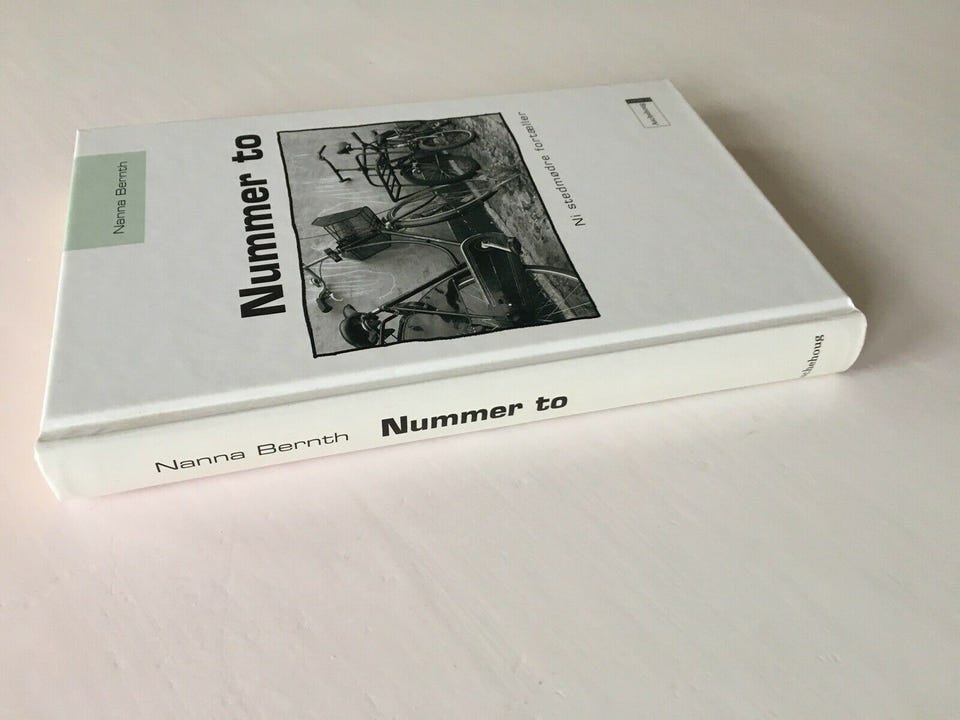 Nanna Bernth
Nummer to
Ni stedmødre fortæller
Nanna Bernth Nummer to